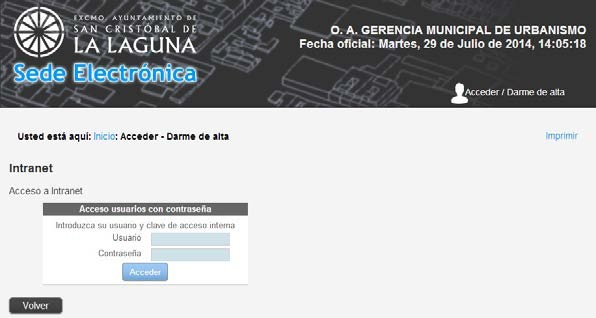 EXCMO. AYUNTAMIENTO DE
SAN CRISTÓBAL DE
LA LAGUNA
Sede Electrónica
O. A. GERENCIA MUNICIPAL DE URBANISMO
Fecha oficial: Martes, 29 de Julio de 2014, 14:05:18
Acceder / Darme de alta
Usted está aquí: Inicio: Acceder - Darme de alta
Imprimir
Intranet
Acceso a Intranet
Acceso usuarios con contraseña
Introduzca su usuario y clave de acceso interna
Usuario
Contraseña
Acceder
Volver